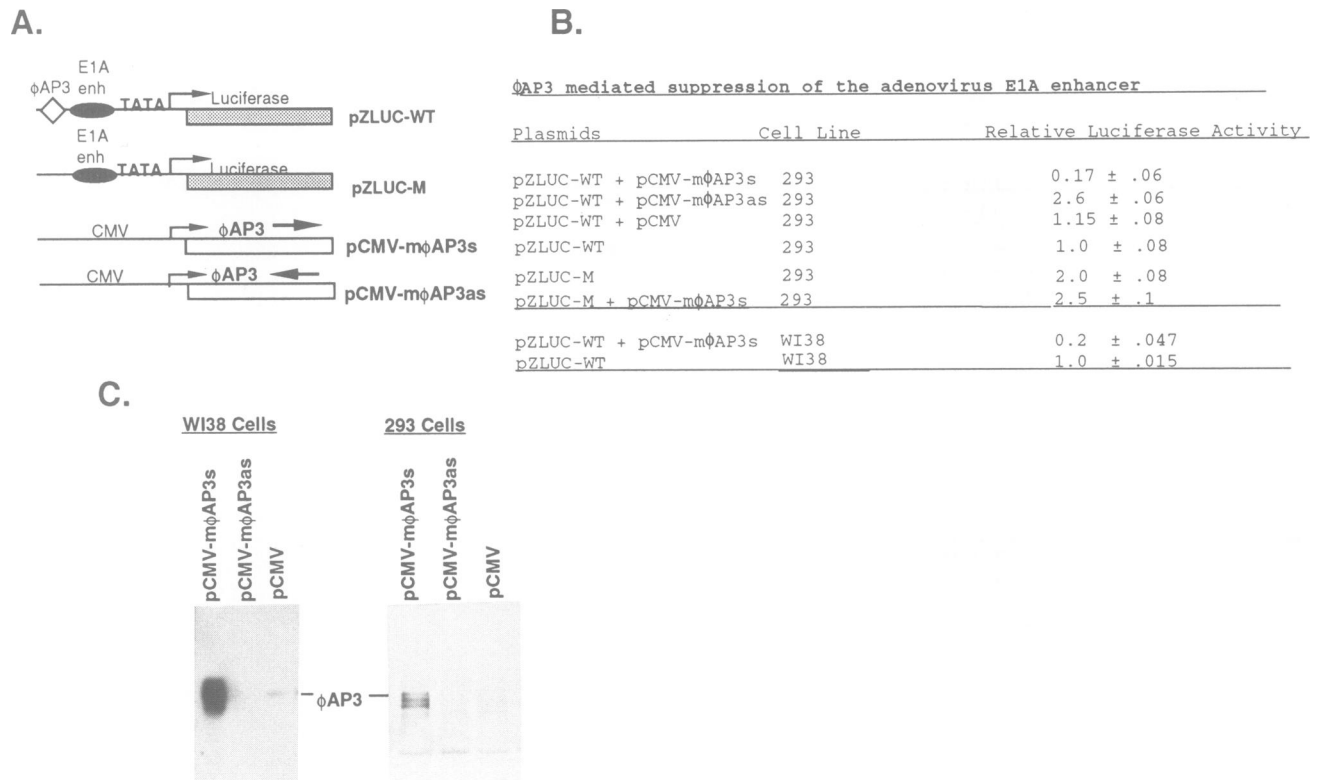 A.
E1A
enh
ϕAP3
TATA
Luciferase
pZLUC-WT
E1A
enh
TATA
Luciferase
pZLUC-M
CMV
ϕAP3
pCMV-mϕAP3s
CMV
ϕAP3
pCMV-mϕAP3as
B.
ϕAP3 mediated suppression of the adenovirus E1A enhancer
Plasmids Cell Line Relative Luciferase Activity
pZLUC-WT + pCMV-mϕAP3s 293 0.17 ± .06
pZLUC-WT + pCMV-mϕAP3as 293 2.6 ± .06
pZLUC-WT + pCMV 293 1.15 ± .08
pZLUC-WT 293 1.0 ± .08
pZLUC-M 293 2.0 ± .08
pZLUC-M + pCMV-mϕAP3s 293 2.5 ± .1
pZLUC-WT + pCMV-mϕAP3s WI38 0.2 ± .047
pZLUC-WT WI38 1.0 ± .015
C.
WI38 Cells
293 Cells
pCMV-mϕAP3s
pCMV-mϕAP3as
pCMV
pCMV-mϕAP3s
pCMV-mϕAP3as
pCMV
ϕAP3